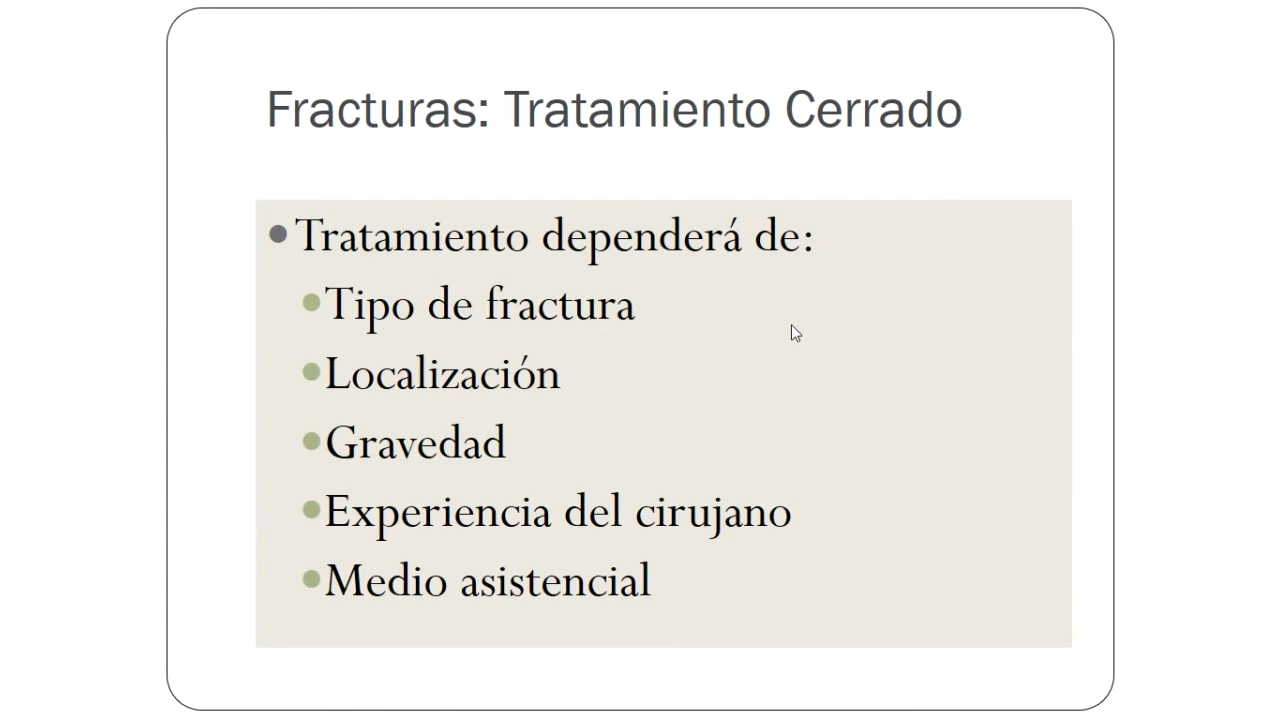 Fracturas: Tratamiento Cerrado
Tratamiento dependerá de:
Tipo de fractura
Localización
Gravedad
Experiencia del cirujano
Medio asistencial